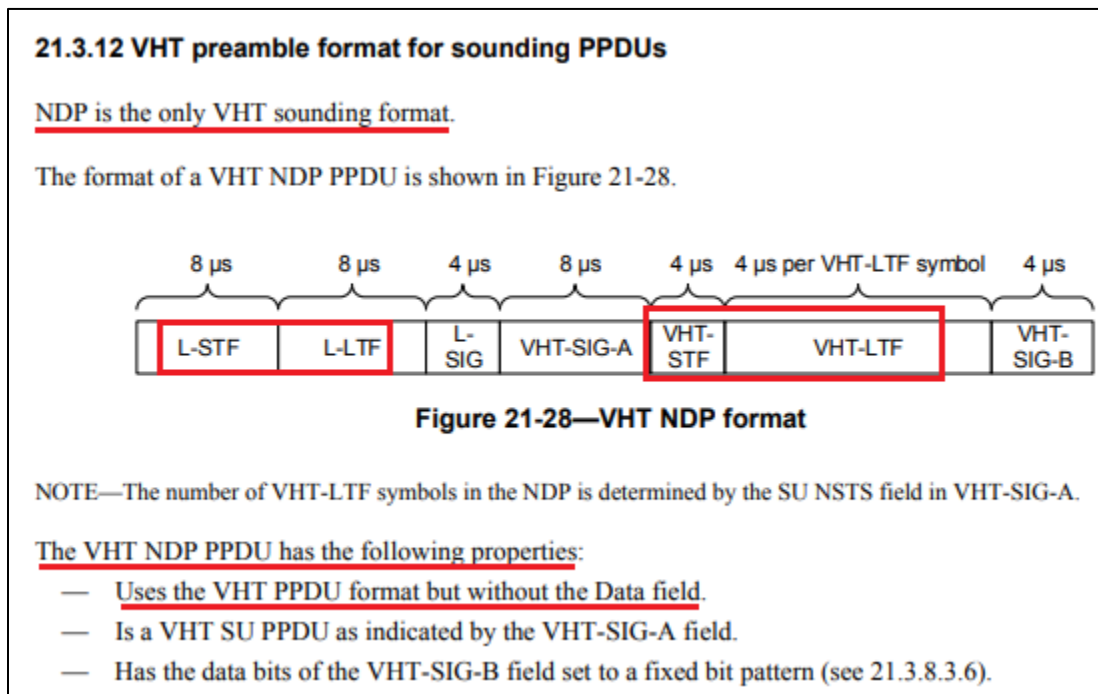 21.3.12 VHT preamble format for sounding PPDUs
NDP is the only VHT sounding format.
The format of a VHT NDP PPDU is shown in Figure 21-28.
8 µs 8 µs 4 µs 8 µs 4 µs 4 µs per VHT-LTF symbol 4 µs
L-STF L-LTF L-SIG VHT-SIG-A VHT-STF VHT-LTF VHT-SIG-B
Figure 21-28—VHT NDP format
NOTE—The number of VHT-LTF symbols in the NDP is determined by the SU NSTS field in VHT-SIG-A.
The VHT NDP PPDU has the following properties:
— Uses the VHT PPDU format but without the Data field.
— Is a VHT SU PPDU as indicated by the VHT-SIG-A field.
— Has the data bits of the VHT-SIG-B field set to a fixed bit pattern (see 21.3.8.3.6).